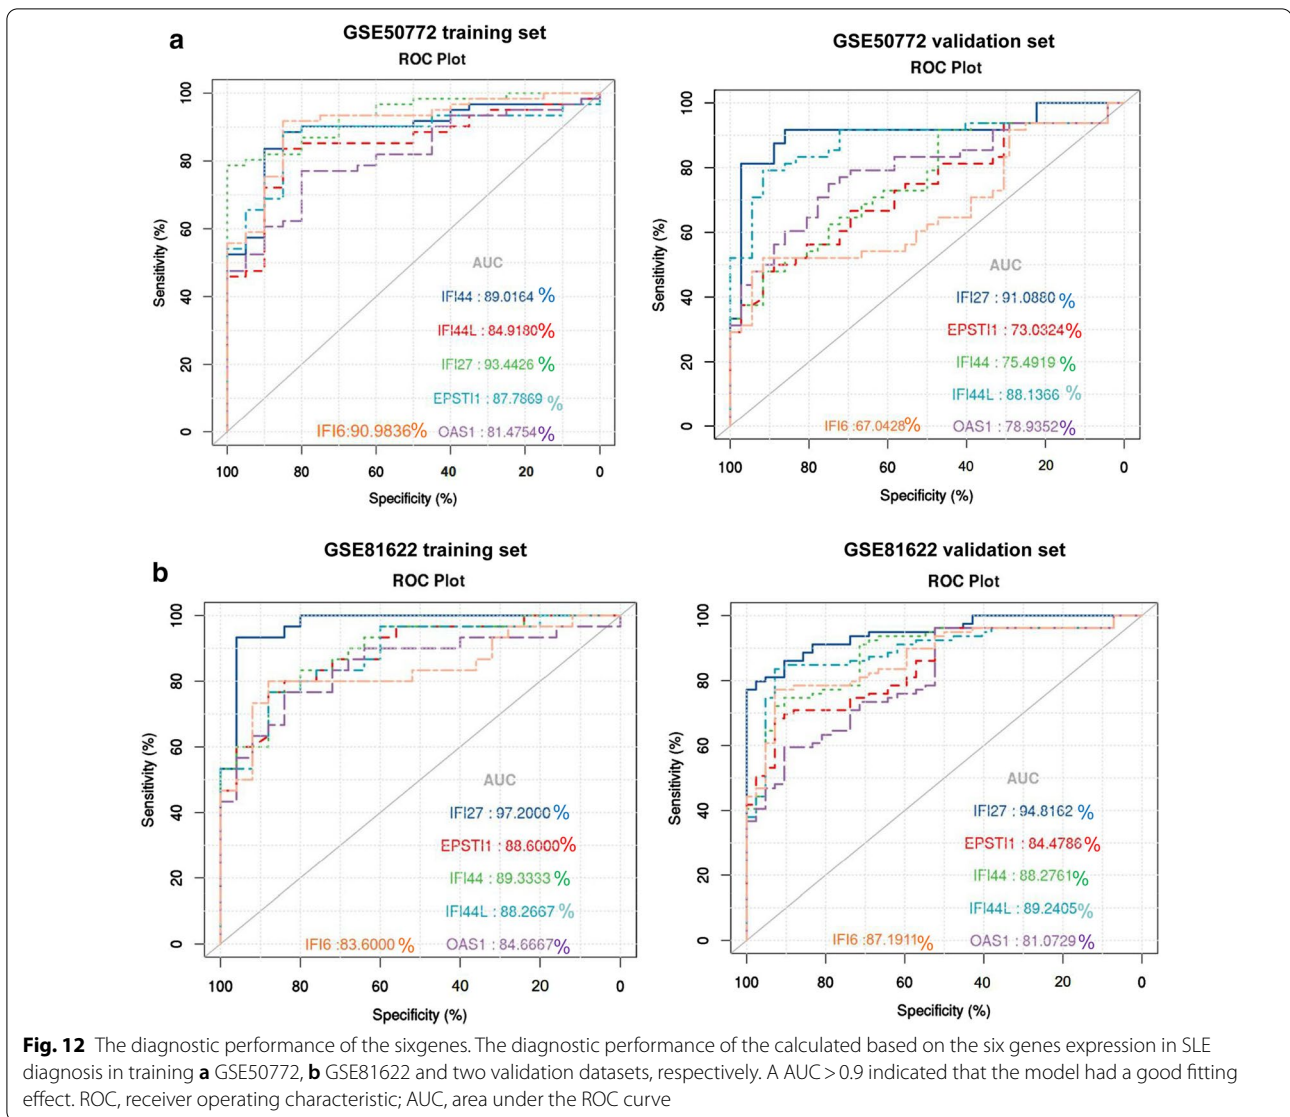 a
GSE50772 training set
ROC Plot
100
80
60
40
20
0
Sensitivity (%)
AUC
IFI44 : 89.0164 %
IFI44L : 84.9180%
IFI27 : 93.4426 %
EPSTI1 : 87.7869 %
IFI6:90.9836% OAS1 : 81.4754%
100 80 60 40 20 0
Specificity (%)
GSE50772 validation set
ROC Plot
100
80
60
40
20
0
Sensitivity (%)
AUC
IFI27 : 91.0880 %
EPSTI1 : 73.0324%
IFI44 : 75.4919 %
IFI44L : 88.1366 %
IFI6 : 67.0428% OAS1 : 78.9352%
100 80 60 40 20 0
Specificity (%)
b
GSE81622 training set
ROC Plot
100
80
60
40
20
0
Sensitivity (%)
AUC
IFI27 : 97.2000 %
EPSTI1 : 88.6000%
IFI44 : 89.3333 %
IFI44L : 88.2667 %
IFI6 :83.6000 % OAS1 : 84.6667%
100 80 60 40 20 0
Specificity (%)
GSE81622 validation set
ROC Plot
100
80
60
40
20
0
Sensitivity (%)
AUC
IFI27 : 94.8162 %
EPSTI1 : 84.4786 %
IFI44 : 88.2761%
IFI44L : 89.2405%
IFI6 : 87.1911% OAS1 : 81.0729%
100 80 60 40 20 0
Specificity (%)
Fig. 12 The diagnostic performance of the sixgenes. The diagnostic performance of the calculated based on the six genes expression in SLE
diagnosis in training a GSE50772, b GSE81622 and two validation datasets, respectively. A AUC > 0.9 indicated that the model had a good fitting
effect. ROC, receiver operating characteristic; AUC, area under the ROC curve